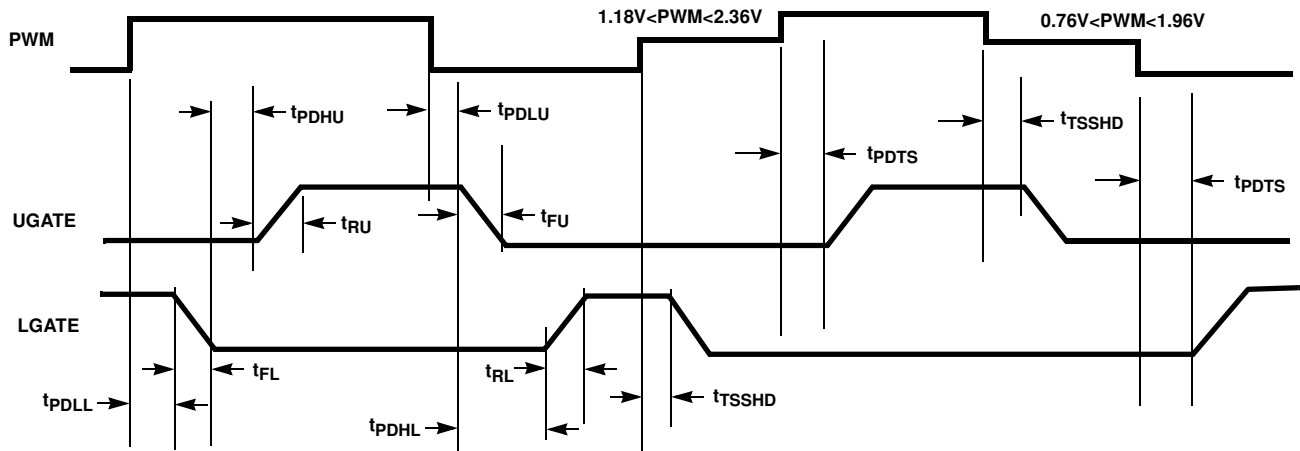 1.18V<PWM<2.36V
0.76V<PWM<1.96V
PWM
tPDHU
tPDLU
tTSSHD
tPDTS
tPDTS
UGATE
tRU
tFU
LGATE
tFL
tRL
tTSSHD
tPDLL
tPDHL